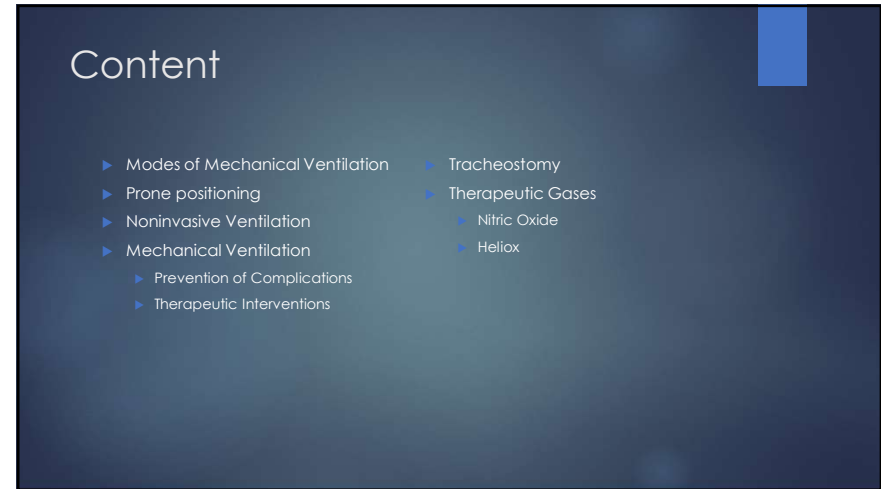 Content
Modes of Mechanical Ventilation
Prone positioning
Noninvasive Ventilation
Mechanical Ventilation
Prevention of Complications
Therapeutic Interventions
Tracheostomy
Therapeutic Gases
Nitric Oxide
Heliox